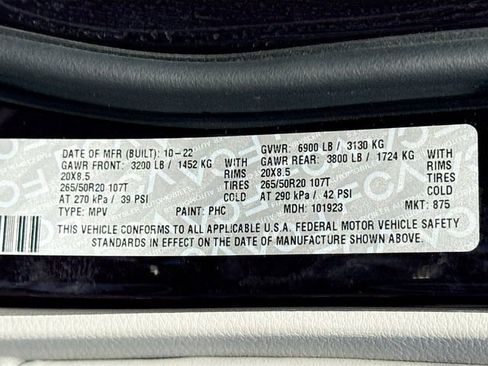 DATE OF MFR (BUILT): 10-22 GVWR: 6900 LB / 3130 KG
GAWR FRONT: 3200 LB / 1452 KG WITH GAWR REAR: 3800 LB / 1724 KG WITH
20X8.5 RIMS 20X8.5 RIMS
265/50R20 107T TIRES 265/50R20 107T TIRES
AT 270 kPa / 39 PSI COLD AT 290 kPa / 42 PSI COLD
TYPE: MPV PAINT: PHC MDH: 101923 MKT: 875
THIS VEHICLE CONFORMS TO ALL APPLICABLE U.S.A. FEDERAL MOTOR VEHICLE SAFETY
STANDARDS IN EFFECT ON THE DATE OF MANUFACTURE SHOWN ABOVE.